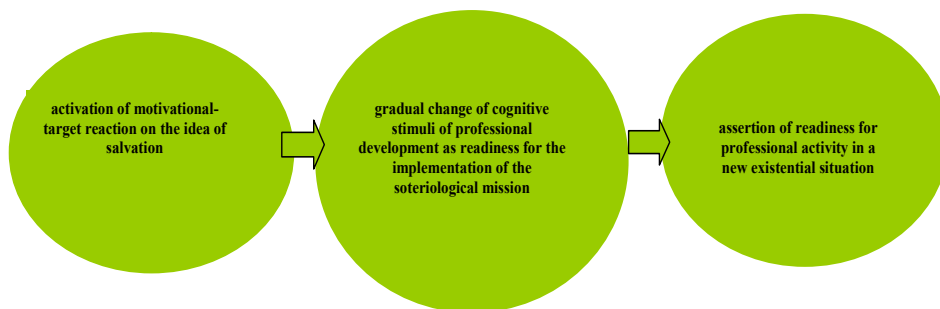 activation of motivational-
target reaction on the idea of
salvation
gradual change of cognitive
stimuli of professional
development as readiness for the
implementation of the
soteriological mission
assertion of readiness for
professional activity in a
new existential situation